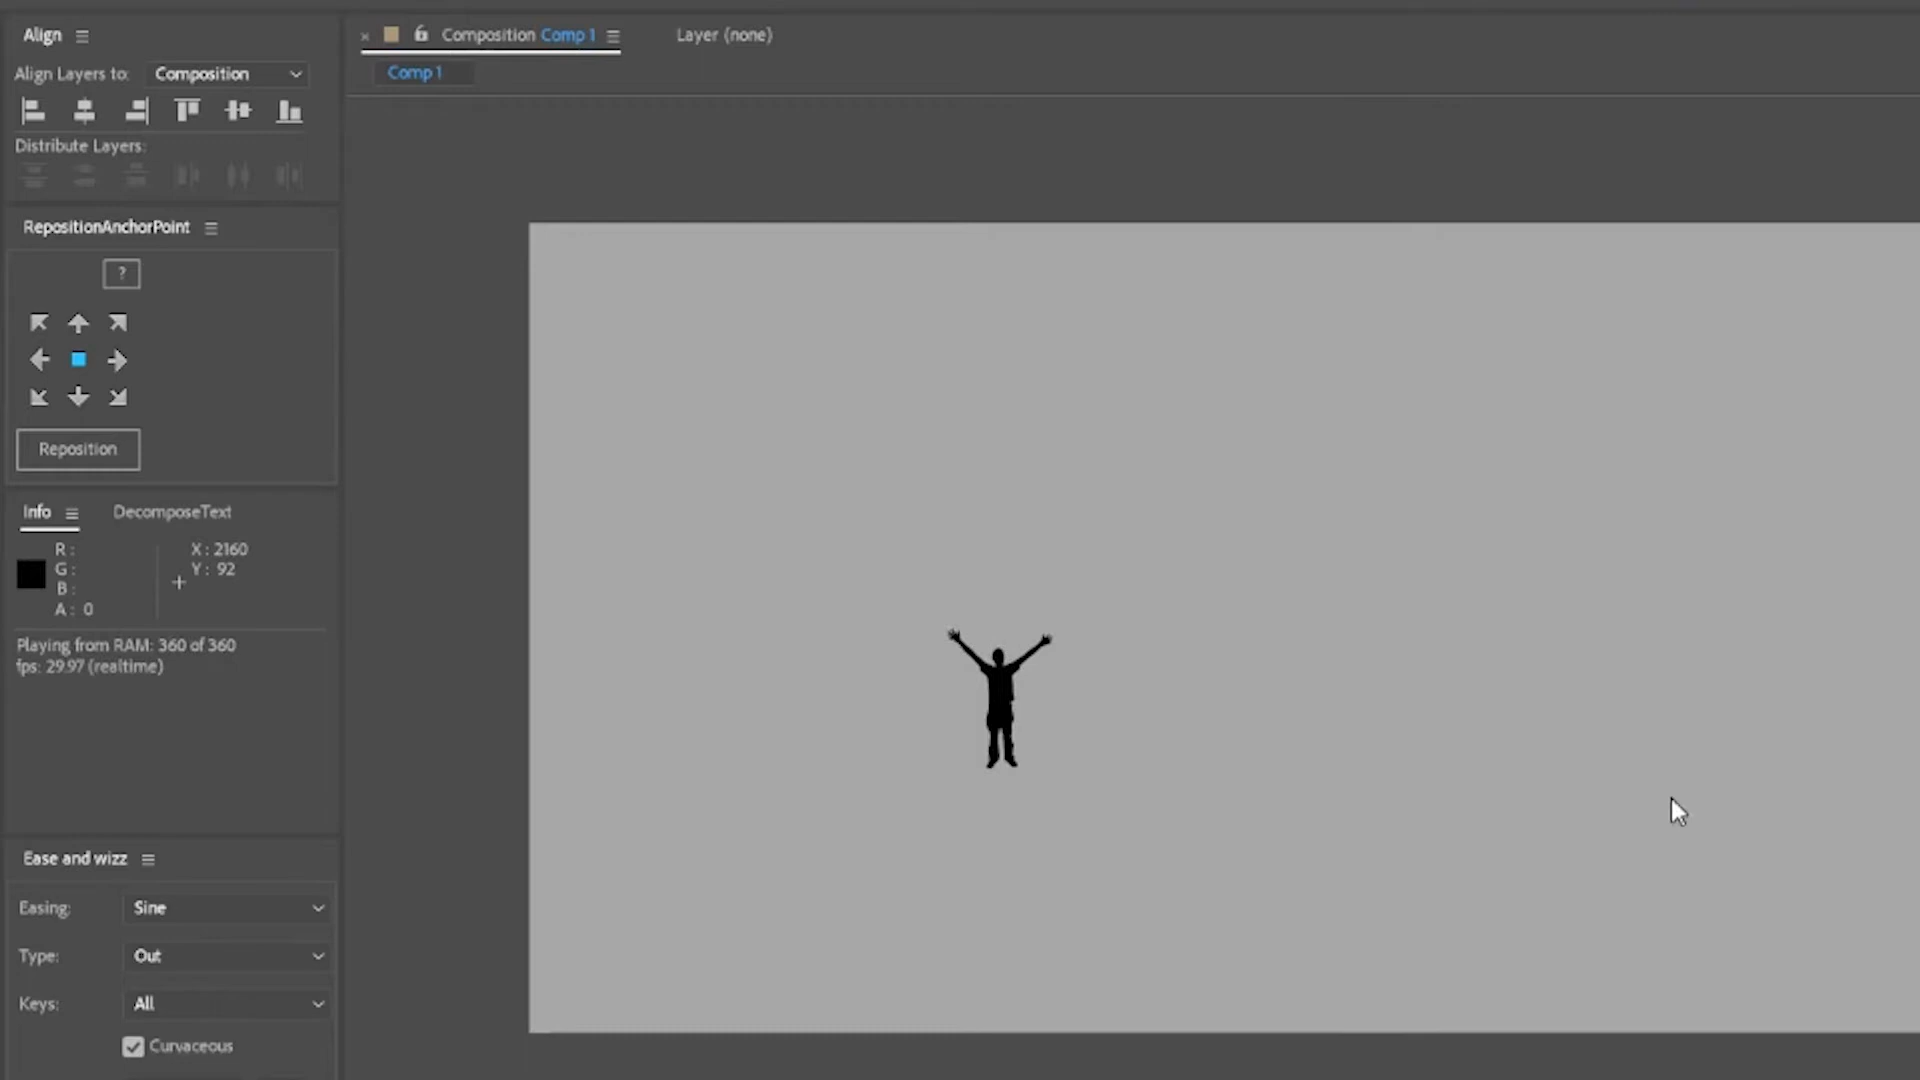 Align
Align Layers to: Composition
Distribute Layers:
RepositionAnchorPoint
?
Reposition
Info DecomposeText
R :
G :
B :
A : 0
X : 2160
Y : 92
Playing from RAM: 360 of 360
fps: 29.97 (realtime)
Ease and wizz
Easing: Sine
Type: Out
Keys: All
Curvaceous
Composition Comp 1 Layer (none)
Comp 1